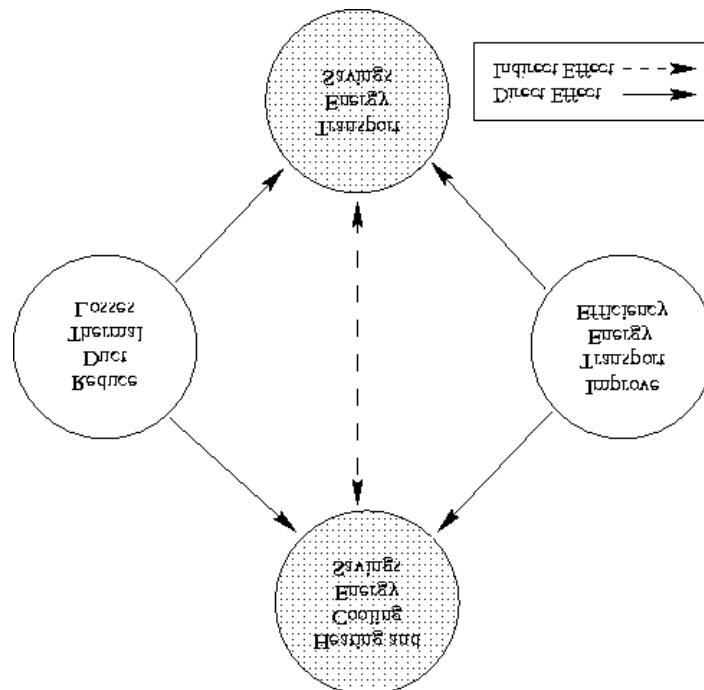 Reduce
Duct
Thermal
Losses
Heating and
Cooling
Energy
Savings
Improve
Transport
Energy
Efficiency
Transport
Energy
Savings
Direct Effect
Indirect Effect